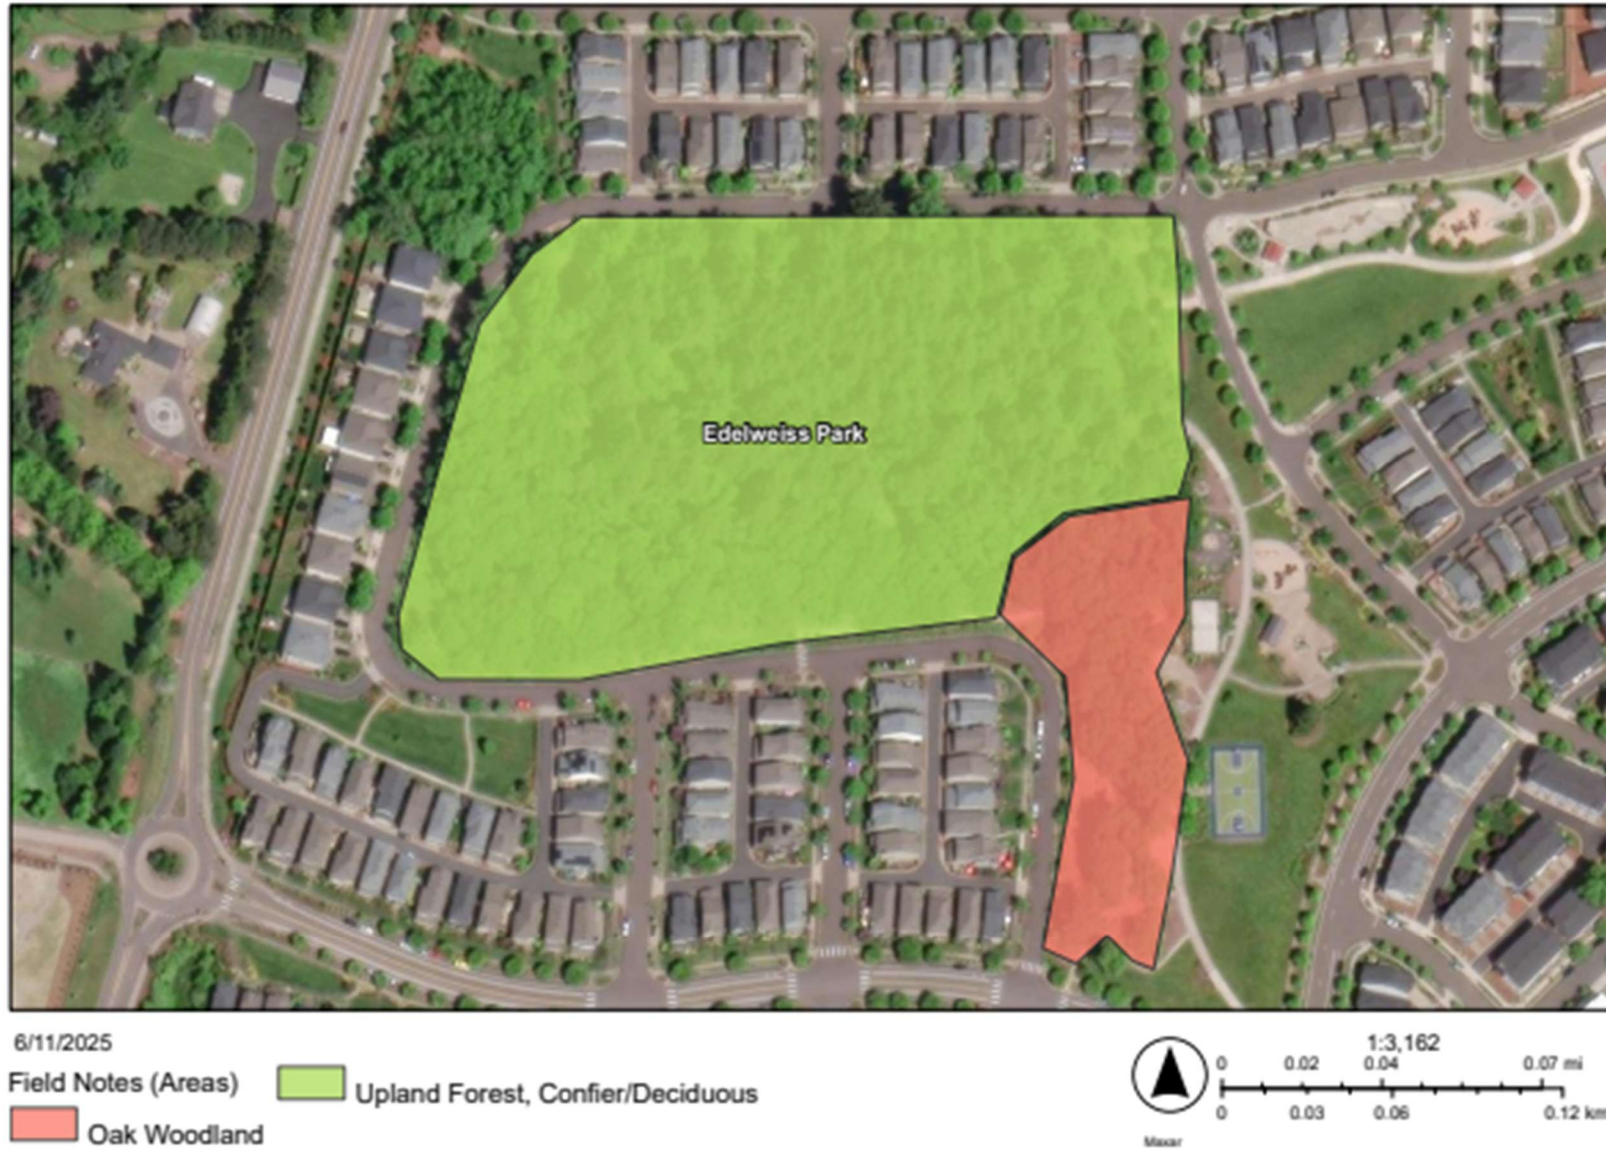 Edelweiss Park
6/11/2025
Field Notes (Areas)
Upland Forest, Confier/Deciduous
Oak Woodland
1:3,162
0 0.02 0.04 0.07 mi
0 0.03 0.06 0.12 km
Maxar